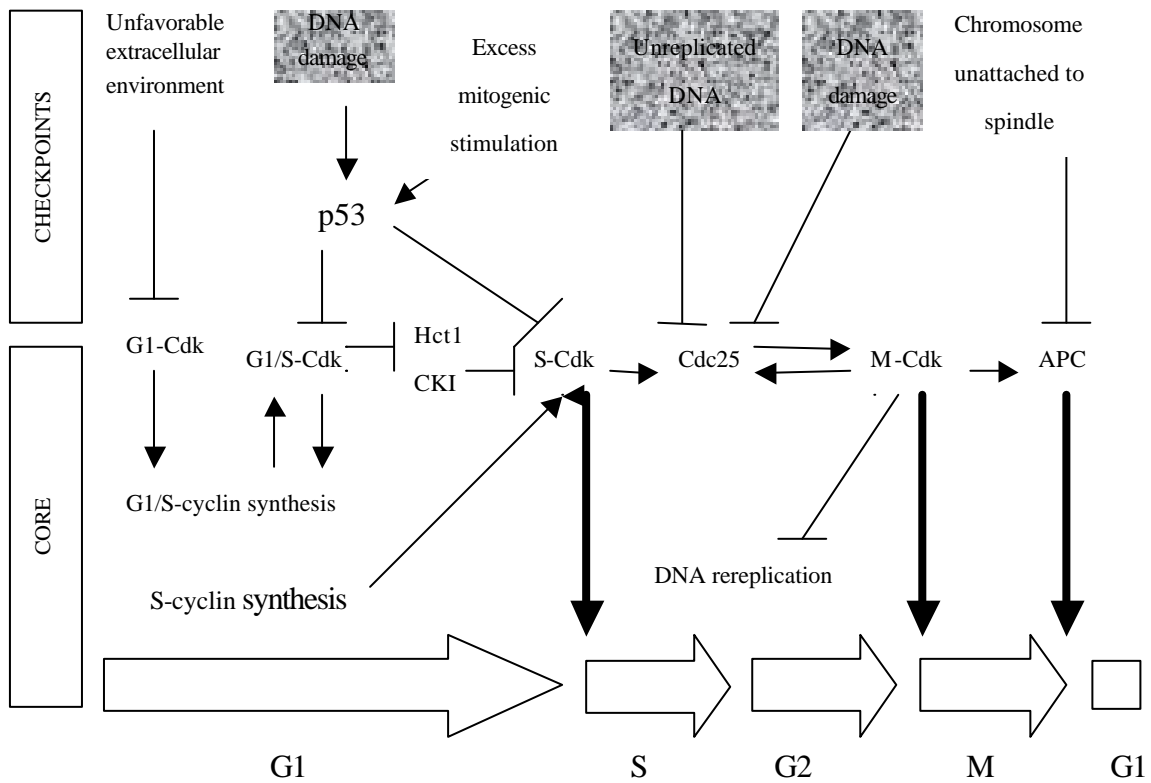 CHECKPOINTS
Unfavorable
extracellular
environment
DNA
damage
Excess
mitogenic
stimulation
Unreplicated
DNA
DNA
damage
Chromosome
unattached to
spindle
p53
CORE
G1-Cdk
G1/S-Cdk
Hct1
CKI
S-Cdk
Cdc25
M-Cdk
APC
G1/S-cyclin synthesis
DNA rereplication
S-cyclin synthesis
G1
S
G2
M
G1